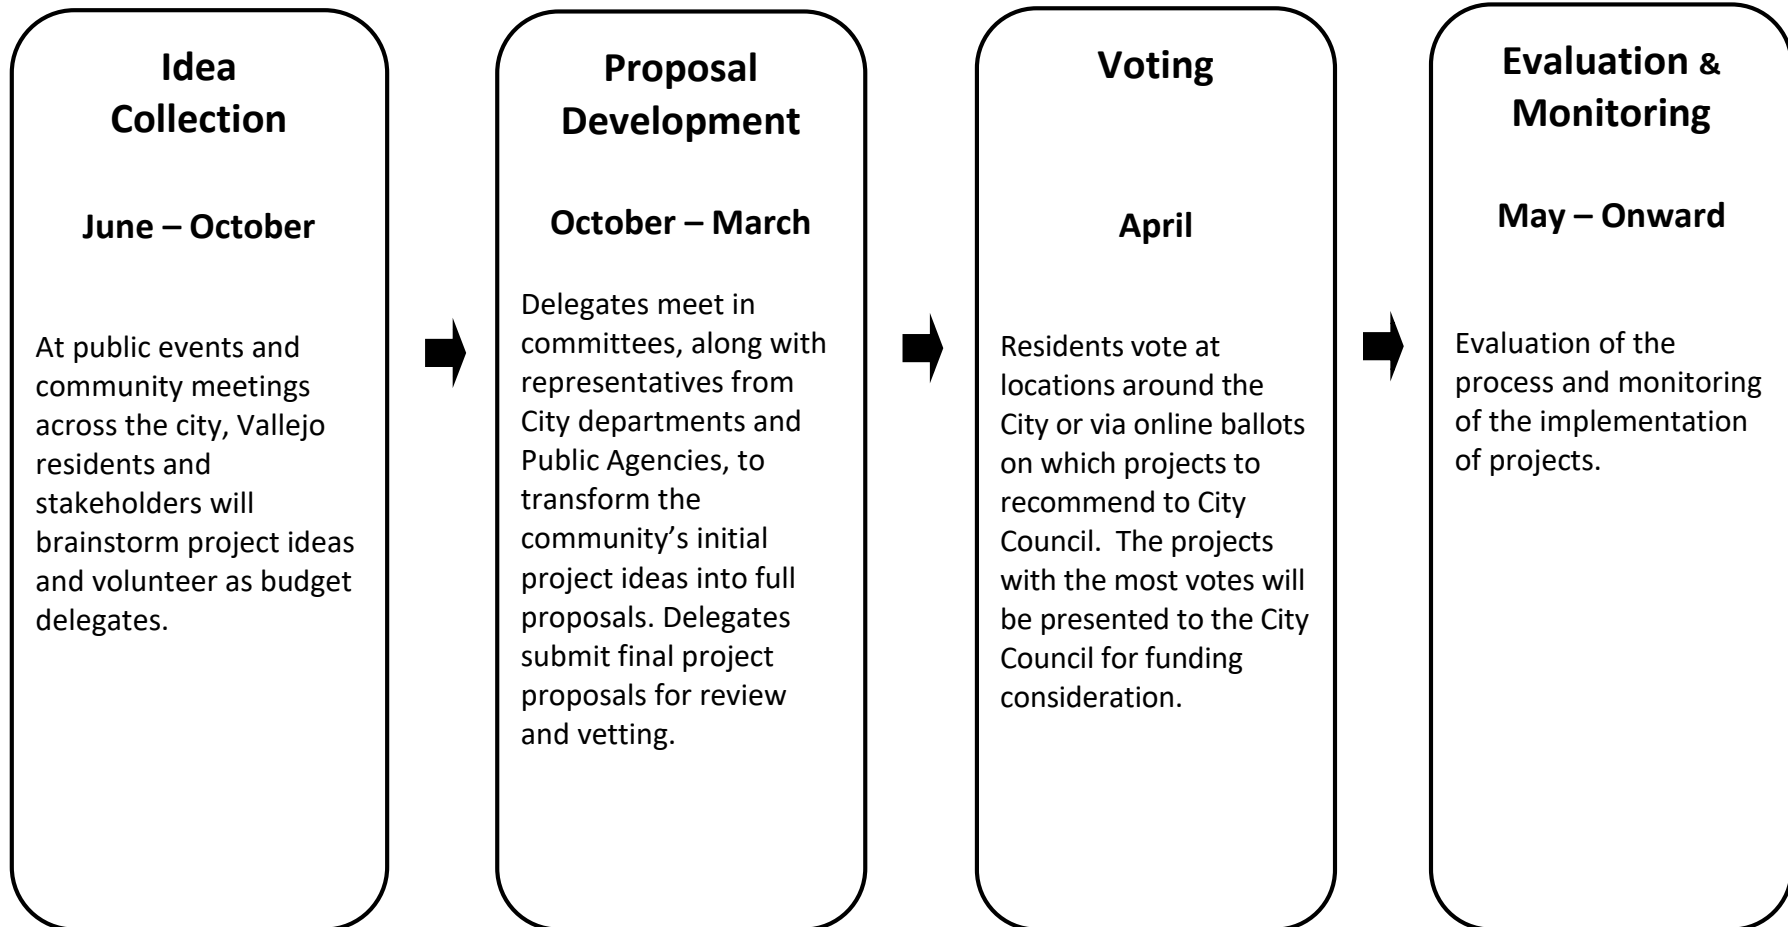 Idea
Collection
June – October
At public events and
community meetings
across the city, Vallejo
residents and
stakeholders will
brainstorm project ideas
and volunteer as budget
delegates.
Proposal
Development
October – March
Delegates meet in
committees, along with
representatives from
City departments and
Public Agencies, to
transform the
community’s initial
project ideas into full
proposals. Delegates
submit final project
proposals for review
and vetting.
Voting
April
Residents vote at
locations around the
City or via online ballots
on which projects to
recommend to City
Council.  The projects
with the most votes will
be presented to the City
Council for funding
consideration.
Evaluation &
Monitoring
May – Onward
Evaluation of the
process and monitoring
of the implementation
of projects.